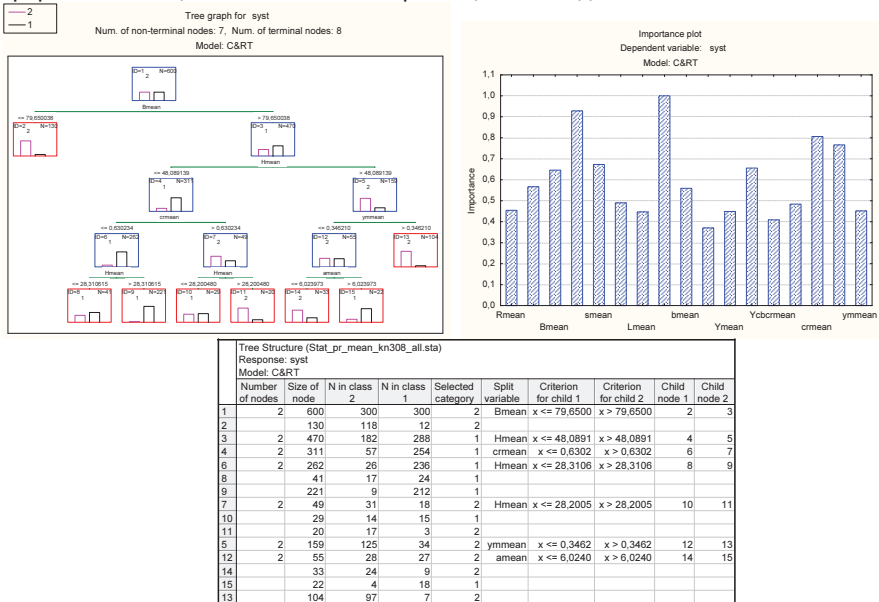 2
1
Tree graph for syst
Num. of non-terminal nodes: 7, Num. of terminal nodes: 8
Model: C&RT
ID=1 N=600
2
Bmean
<= 79,650038 > 79,650038
ID=2 N=130 ID=3 N=470
2 1
Hmean
<= 48,089139 > 48,089139
ID=4 N=311 ID=5 N=159
1 2
crmean ymmean
<= 0,630234 > 0,630234 <= 0,346210 > 0,346210
ID=6 N=262 ID=7 N=49 ID=12 N=55 ID=13 N=104
1 2 2 2
Hmean Hmean amean
<= 28,310615 > 28,310615 <= 28,200480 > 28,200480 <= 6,023973 > 6,023973
ID=8 N=41 ID=9 N=221 ID=10 N=29 ID=11 N=20 ID=14 N=33 ID=15 N=22
1 1 1 2 2 1
Importance plot
Dependent variable: syst
Model: C&RT
1,1
1,0
0,9
0,8
0,7
0,6
0,5
0,4
0,3
0,2
0,1
0,0
Importance
Rmean smean bmean Ycbcrmean ymmean
Bmean Lmean Ymean crmean
Tree Structure (Stat_pr_mean_kn308_all.sta)
Response: syst
Model: C&RT
Number of nodes Size of node N in class 2 N in class 1 Selected category Split variable Criterion for child 1 Criterion for child 2 Child node 1 Child node 2
1 2 600 300 300 2 Bmean x <= 79,6500 x > 79,6500 2 3
2 130 118 12 2
3 2 470 182 288 1 Hmean x <= 48,0891 x > 48,0891 4 5
4 2 311 57 254 1 crmean x <= 0,6302 x > 0,6302 6 7
6 2 262 26 236 1 Hmean x <= 28,3106 x > 28,3106 8 9
8 41 17 24 1
9 221 9 212 1
7 2 49 31 18 2 Hmean x <= 28,2005 x > 28,2005 10 11
10 29 14 15 1
11 20 17 3 2
5 2 159 125 34 2 ymmean x <= 0,3462 x > 0,3462 12 13
12 2 55 28 27 2 amean x <= 6,0240 x > 6,0240 14 15
14 33 24 9 2
15 22 4 18 1
13 104 97 7 2